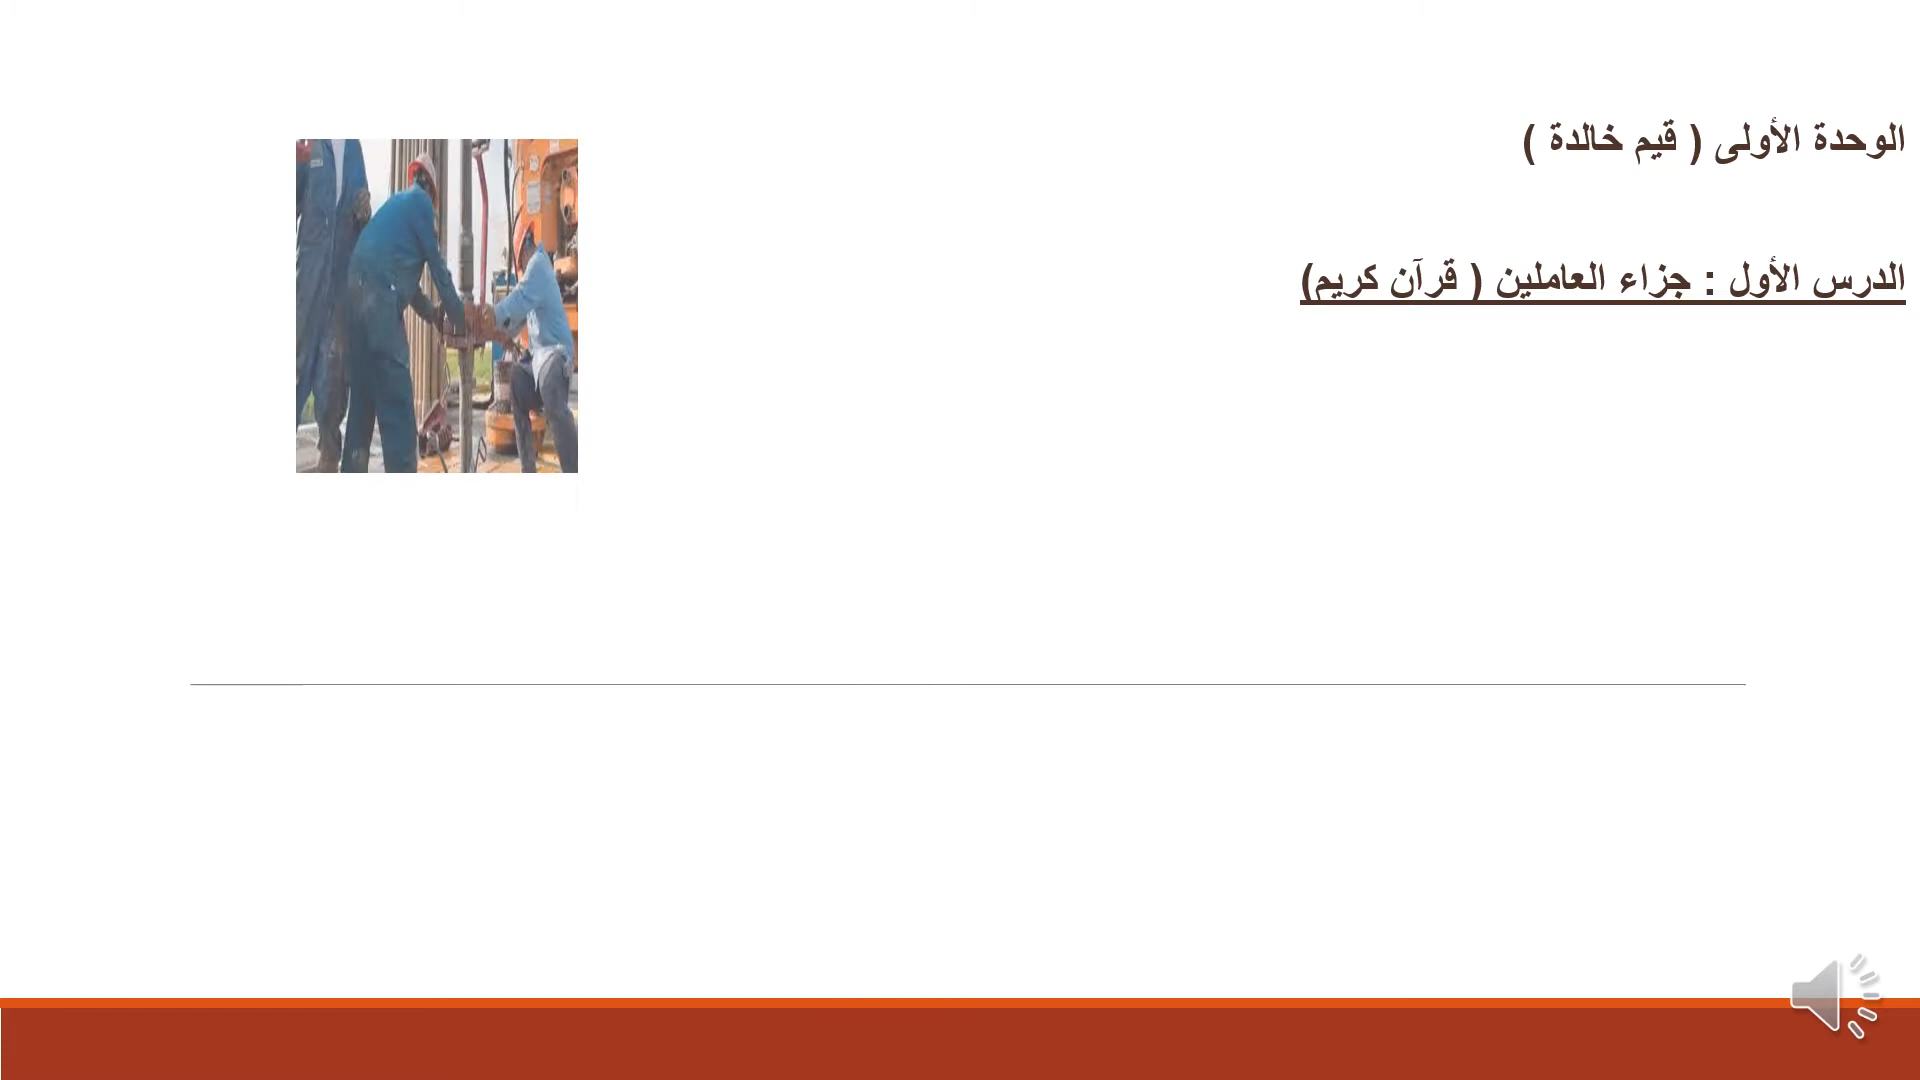 الوحدة الأولى ( قيم خالدة )
الدرس الأول : جزاء العاملين ( قرآن كريم)